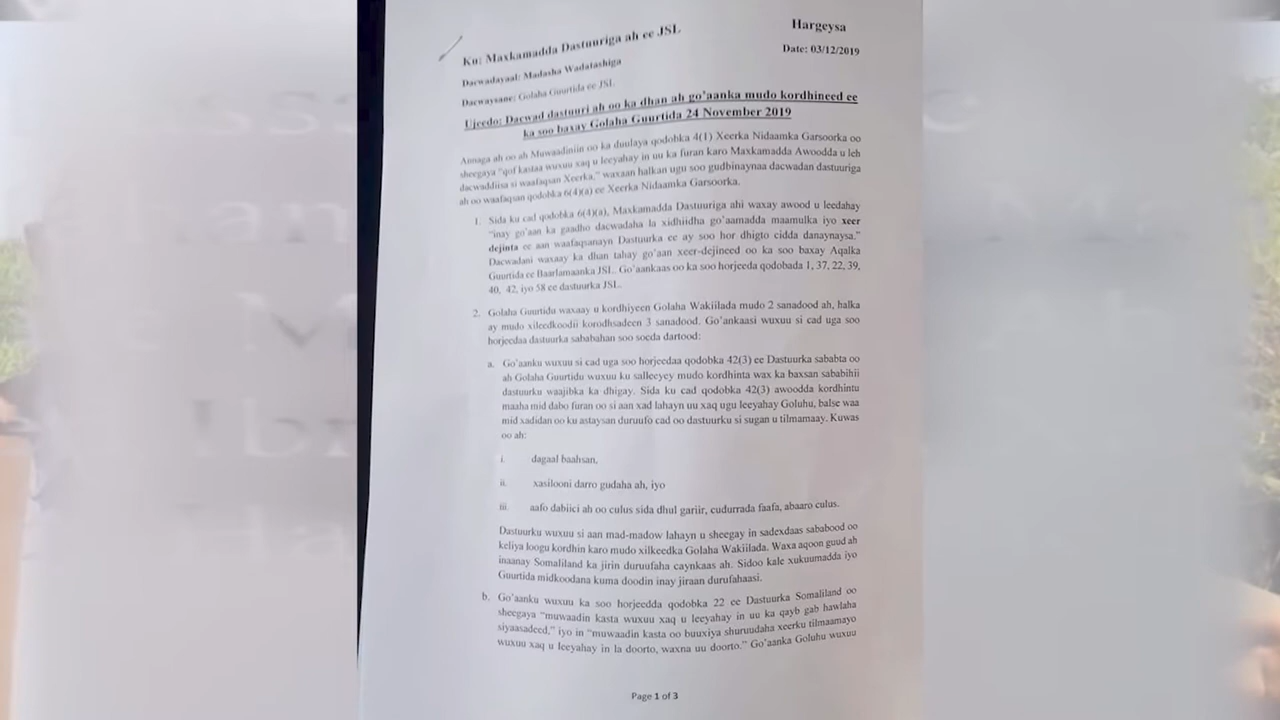 Hargeysa
Ku: Maxkamadda Dastuuriga ah ee JSL
Date: 03/12/2019
Dacwadayaal: Madasha Wadatashiga
Dacwaysane: Golaha Guurtida ee JSL
Ujeedo: Dacwad dastuuri ah oo ka dhan ah go'aanka mudo kordhineed ee
ka soo baxay Golaha Guurtida 24 November 2019
Annaga ah oo ah Muwaadiniin oo ka duulaya qodobka 4(1) Xeerka Nidaamka Garsoorka oo
sheegaya "qof kastaa wuxuu xaq u leeyahay in uu ka furan karo Maxkamadda Awoodda u leh
dacwaddiisa si waafaqsan Xeerka," waxaan halkan ugu soo gudbinaynaa dacwadan dastuuriga
ah oo waafaqsan qodobka 6(4)(a) ee Xeerka Nidaamka Garsoorka.
1. Sida ku cad qodobka 6(4)(a), Maxkamadda Dastuuriga ahi waxay awood u leedahay
"inay go'aan ka gaadho dacwadaha la xidhiidha go'aamadda maamulka iyo xeer
dejinta ee aan waafaqsanayn Dastuurka ee ay soo hor dhigto cidda danaynaysa."
Dacwadani waxaay ka dhan tahay go'aan xeer-dejineed oo ka soo baxay Aqalka
Guurtida ee Baarlamaanka JSL. Go'aankaas oo ka soo horjeeda qodobada 1, 37, 22, 39,
40, 42, iyo 58 ee dastuurka JSL.
2. Golaha Guurtidu waxaay u kordhiyeen Golaha Wakiilada mudo 2 sanadood ah, halka
ay mudo xileedkoodii korodhsadeen 3 sanadood. Go'ankaasi wuxuu si cad uga soo
horjeedaa dastuurka sababahan soo socda dartood:
a. Go'aanku wuxuu si cad uga soo horjeedaa qodobka 42(3) ee Dastuurka sababta oo
ah Golaha Guurtidu wuxuu ku salleeyey mudo kordhinta wax ka baxsan sababihii
dastuurku waajibka ka dhigay. Sida ku cad qodobka 42(3) awoodda kordhintu
maaha mid dabo furan oo si aan xad lahayn uu xaq ugu leeyahay Goluhu, balse waa
mid xadidan oo ku astaysan duruufo cad oo dastuurku si sugan u tilmamaay. Kuwas
oo ah:
i. dagaal baahsan,
ii. xasilooni darro gudaha ah, iyo
iii. aafo dabiici ah oo culus sida dhul gariir, cudurrada faafa, abaaro culus.
Dastuurku wuxuu si aan mad-madow lahayn u sheegay in sadexdaas sababood oo
keliya loogu kordhin karo mudo xilkeedka Golaha Wakiilada. Waxa aqoon guud ah
inaanay Somaliland ka jirin duruufaha caynkaas ah. Sidoo kale xukuumadda iyo
Guurtida midkoodana kuma doodin inay jiraan durufahaasi.
b. Go'aanku wuxuu ka soo horjeedda qodobka 22 ee Dastuurka Somaliland oo
sheegaya "muwaadin kasta wuxuu xaq u leeyahay in uu ka qayb gab hawlaha
siyaasadeed," iyo in "muwaadin kasta oo buuxiya shuruudaha xeerku tilmaamayo
wuxuu xaq u leeyahay in la doorto, waxna uu doorto." Go'aanka Goluhu wuxuu
Page 1 of 3